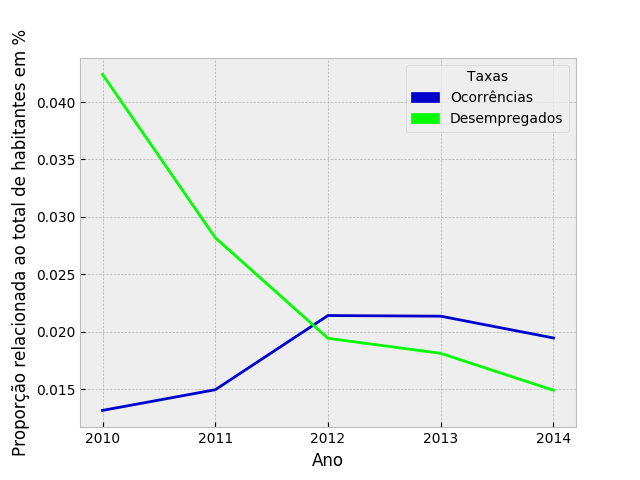 Proporção relacionada ao total de habitantes em %
Taxas
Ocorrências
Desempregados
0.040
0.035
0.030
0.025
0.020
0.015
2010 2011 2012 2013 2014
Ano